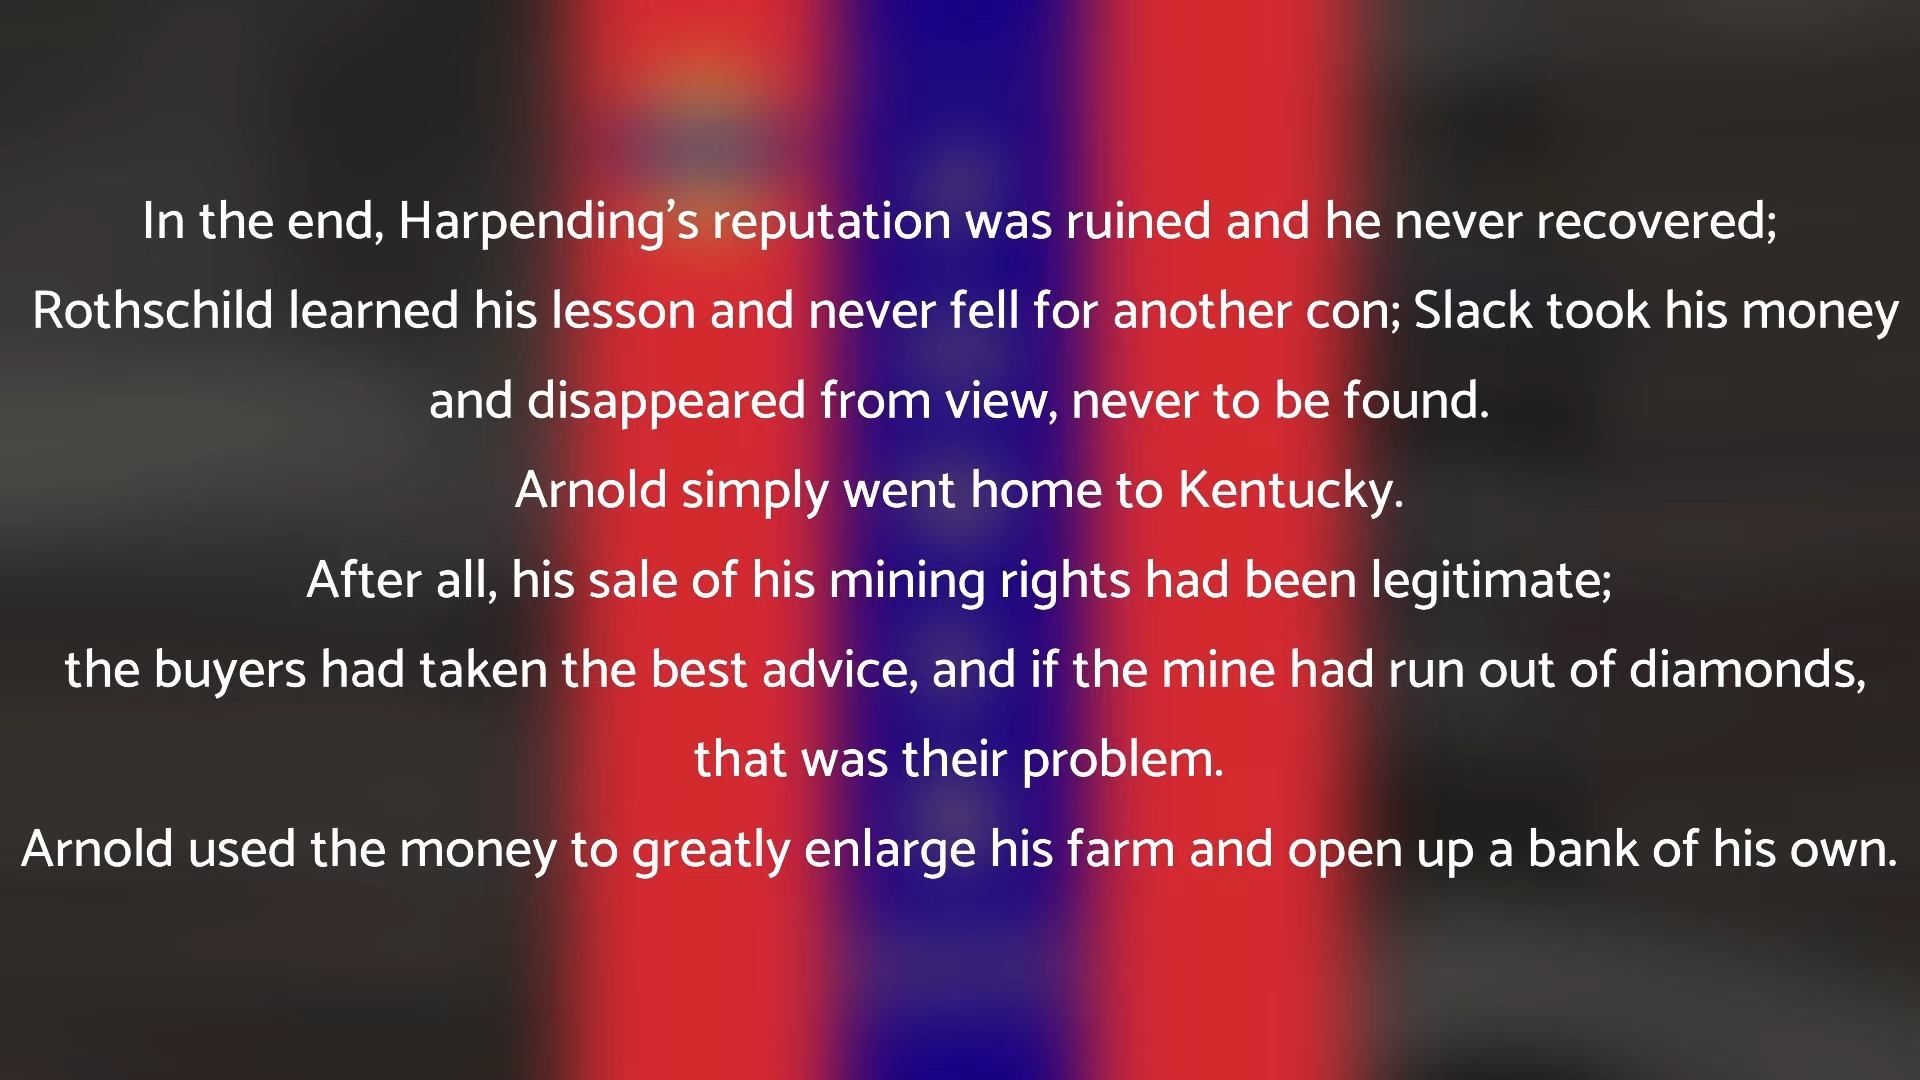 In the end, Harpending’s reputation was ruined and he never recovered;
Rothschild learned his lesson and never fell for another con; Slack took his money
and disappeared from view, never to be found.
Arnold simply went home to Kentucky.
After all, his sale of his mining rights had been legitimate;
the buyers had taken the best advice, and if the mine had run out of diamonds,
that was their problem.
Arnold used the money to greatly enlarge his farm and open up a bank of his own.